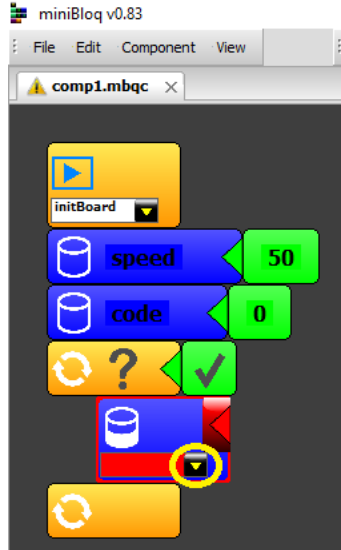 miniBloq v0.83
File Edit Component View
comp1.mbqc
initBoard
speed 50
code 0
?